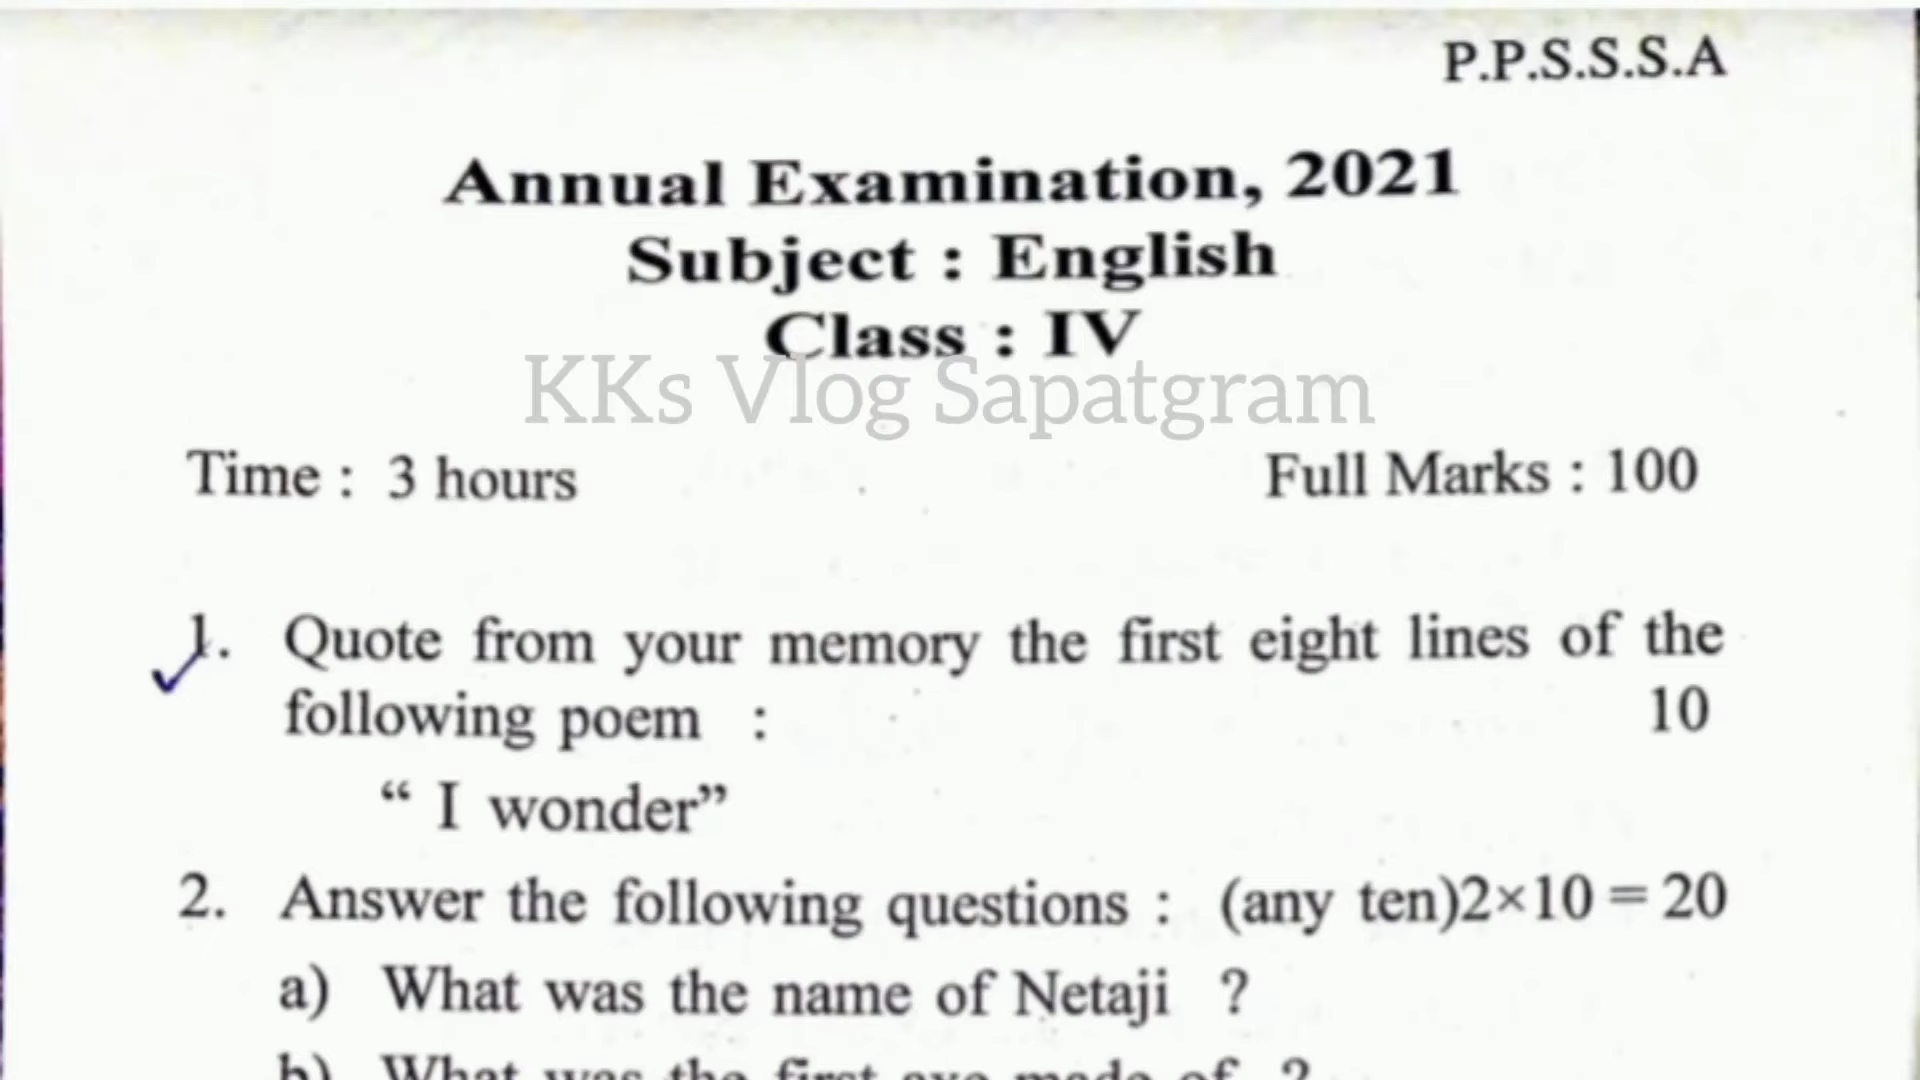 P.P.S.S.S.A
Annual Examination, 2021
Subject : English
Class : IV
KKs Vlog Sapatgram
Time : 3 hours Full Marks : 100
1. Quote from your memory the first eight lines of the
following poem : 10
“ I wonder”
2. Answer the following questions : (any ten)2×10 = 20
a) What was the name of Netaji ?
b) What was the first axe made of ?